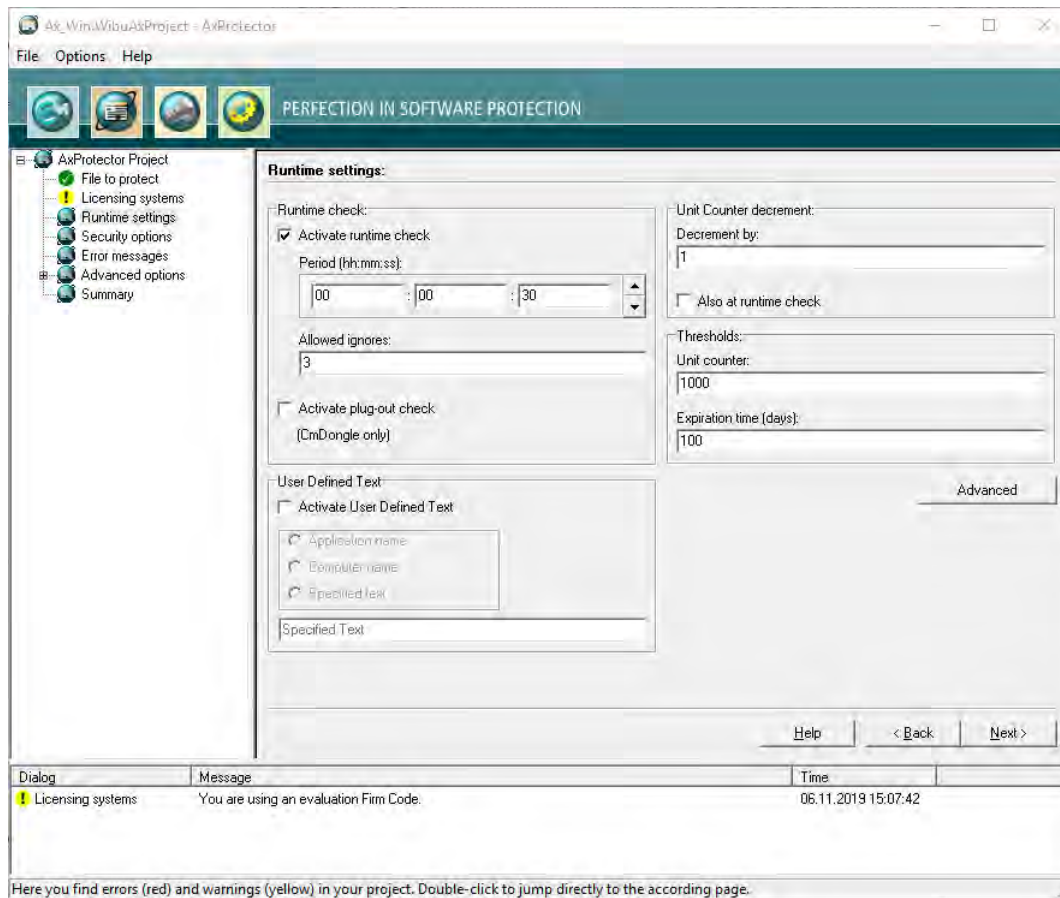 Ax_Win.WibuAxProject - AxProtector
File Options Help
PERFECTION IN SOFTWARE PROTECTION
AxProtector Project
File to protect
Licensing systems
Runtime settings
Security options
Error messages
Advanced options
Summary
Runtime settings:
Runtime check:
Activate runtime check
Period (hh:mm:ss):
00 : 00 : 30
Allowed ignores:
3
Activate plug-out check
(CmDongle only)
User Defined Text
Activate User Defined Text
Application name
Computer name
Specified text
Specified Text
Unit Counter decrement:
Decrement by:
1
Also at runtime check
Thresholds:
Unit counter:
1000
Expiration time (days):
100
Advanced
Help < Back Next >
Dialog Message Time
Licensing systems You are using an evaluation Firm Code. 06.11.2019 15:07:42
Here you find errors (red) and warnings (yellow) in your project. Double-click to jump directly to the according page.